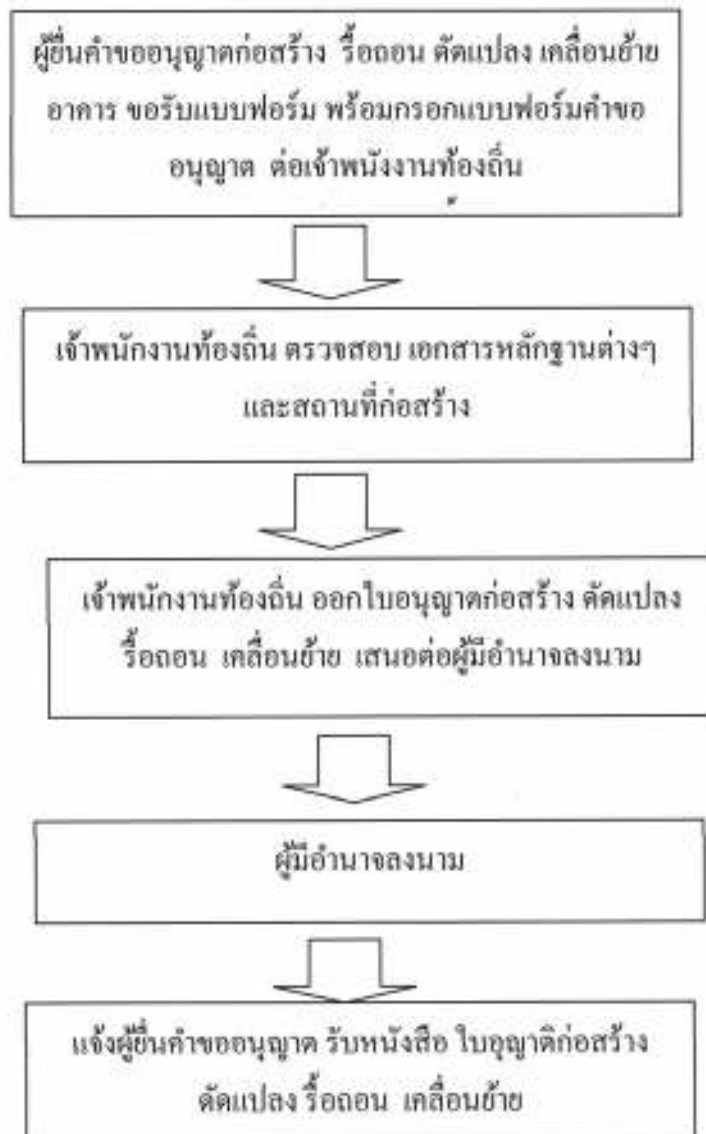 ผู้ยื่นคำขออนุญาตก่อสร้าง รื้อถอน ดัดแปลง เคลื่อนย้าย
อาคาร ขอรับแบบฟอร์ม พร้อมกรอกแบบฟอร์มคำขอ
อนุญาต ต่อเจ้าพนังงานท้องถิ่น
เจ้าพนักงานท้องถิ่น ตรวจสอบ เอกสารหลักฐานต่างๆ
และสถานที่ก่อสร้าง
เจ้าพนักงานท้องถิ่น ออกใบอนุญาตก่อสร้าง ดัดแปลง
รื้อถอน เคลื่อนย้าย เสนอต่อผู้มีอำนาจลงนาม
ผู้มีอำนาจลงนาม
แจ้งผู้ยื่นคำขออนุญาต รับหนังสือ ใบอุญาติก่อสร้าง
ดัดแปลง รื้อถอน เคลื่อนย้าย